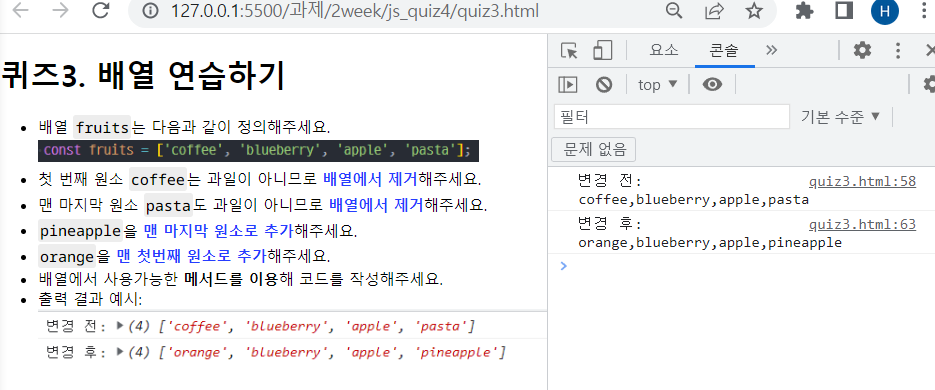 127.0.0.1:5500/과제/2week/js_quiz4/quiz3.html
H
퀴즈3. 배열 연습하기
배열 fruits는 다음과 같이 정의해주세요.
const fruits = ['coffee', 'blueberry', 'apple', 'pasta'];
첫 번째 원소 coffee는 과일이 아니므로 배열에서 제거해주세요.
맨 마지막 원소 pasta도 과일이 아니므로 배열에서 제거해주세요.
pineapple을 맨 마지막 원소로 추가해주세요.
orange을 맨 첫번째 원소로 추가해주세요.
배열에서 사용가능한 메서드를 이용해 코드를 작성해주세요.
출력 결과 예시:
변경 전: ▶(4) ['coffee', 'blueberry', 'apple', 'pasta']
변경 후: ▶(4) ['orange', 'blueberry', 'apple', 'pineapple']
요소 콘솔 »
top ▼
필터 기본 수준 ▼
문제 없음
변경 전: quiz3.html:58
coffee,blueberry,apple,pasta
변경 후: quiz3.html:63
orange,blueberry,apple,pineapple
>